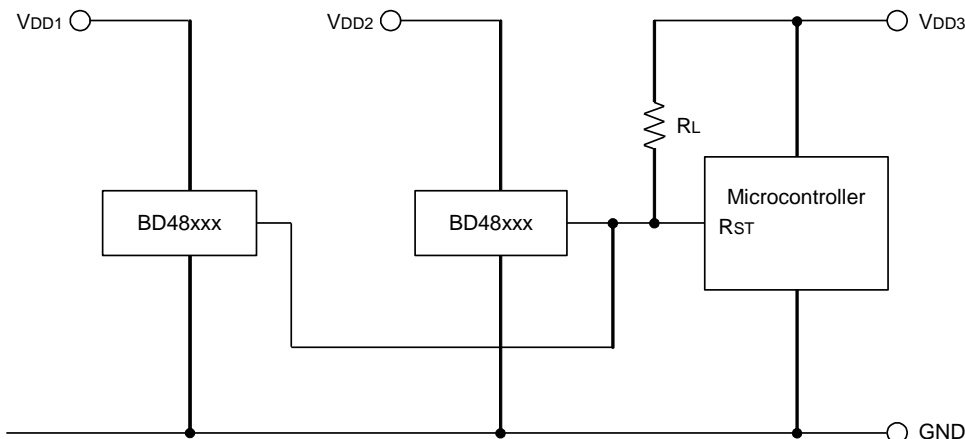 VDD1
VDD2
VDD3
RL
BD48xxx
BD48xxx
Microcontroller
RST
GND